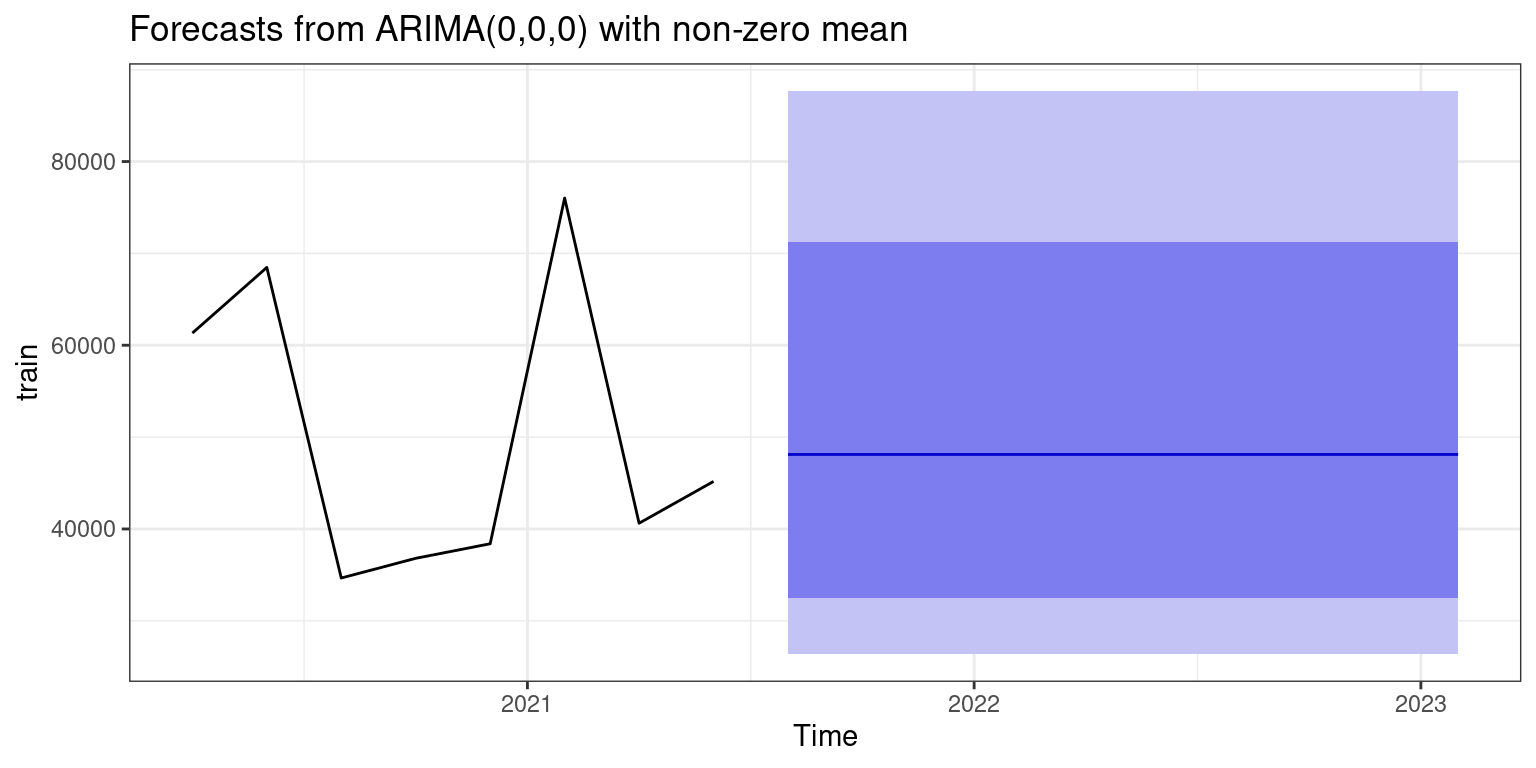 Forecasts from ARIMA(0,0,0) with non-zero mean
80000
60000
40000
train
2021
2022
2023
Time